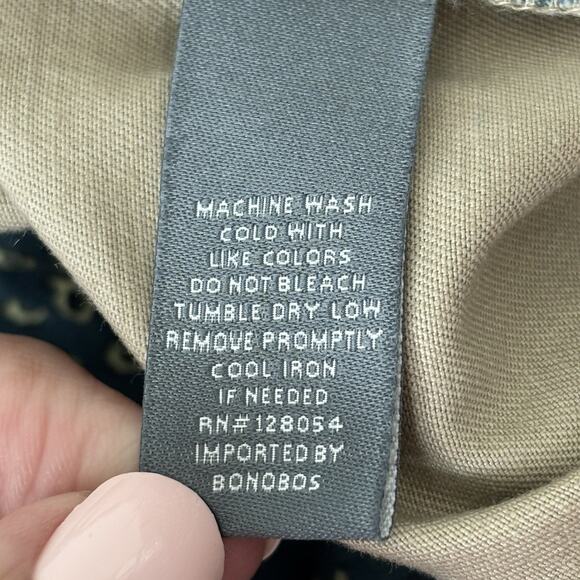 MACHINE WASH
COLD WITH
LIKE COLORS
DO NOT BLEACH
TUMBLE DRY LOW
REMOVE PROMPTLY
COOL IRON
IF NEEDED
RN#128054
IMPORTED BY
BONOBOS